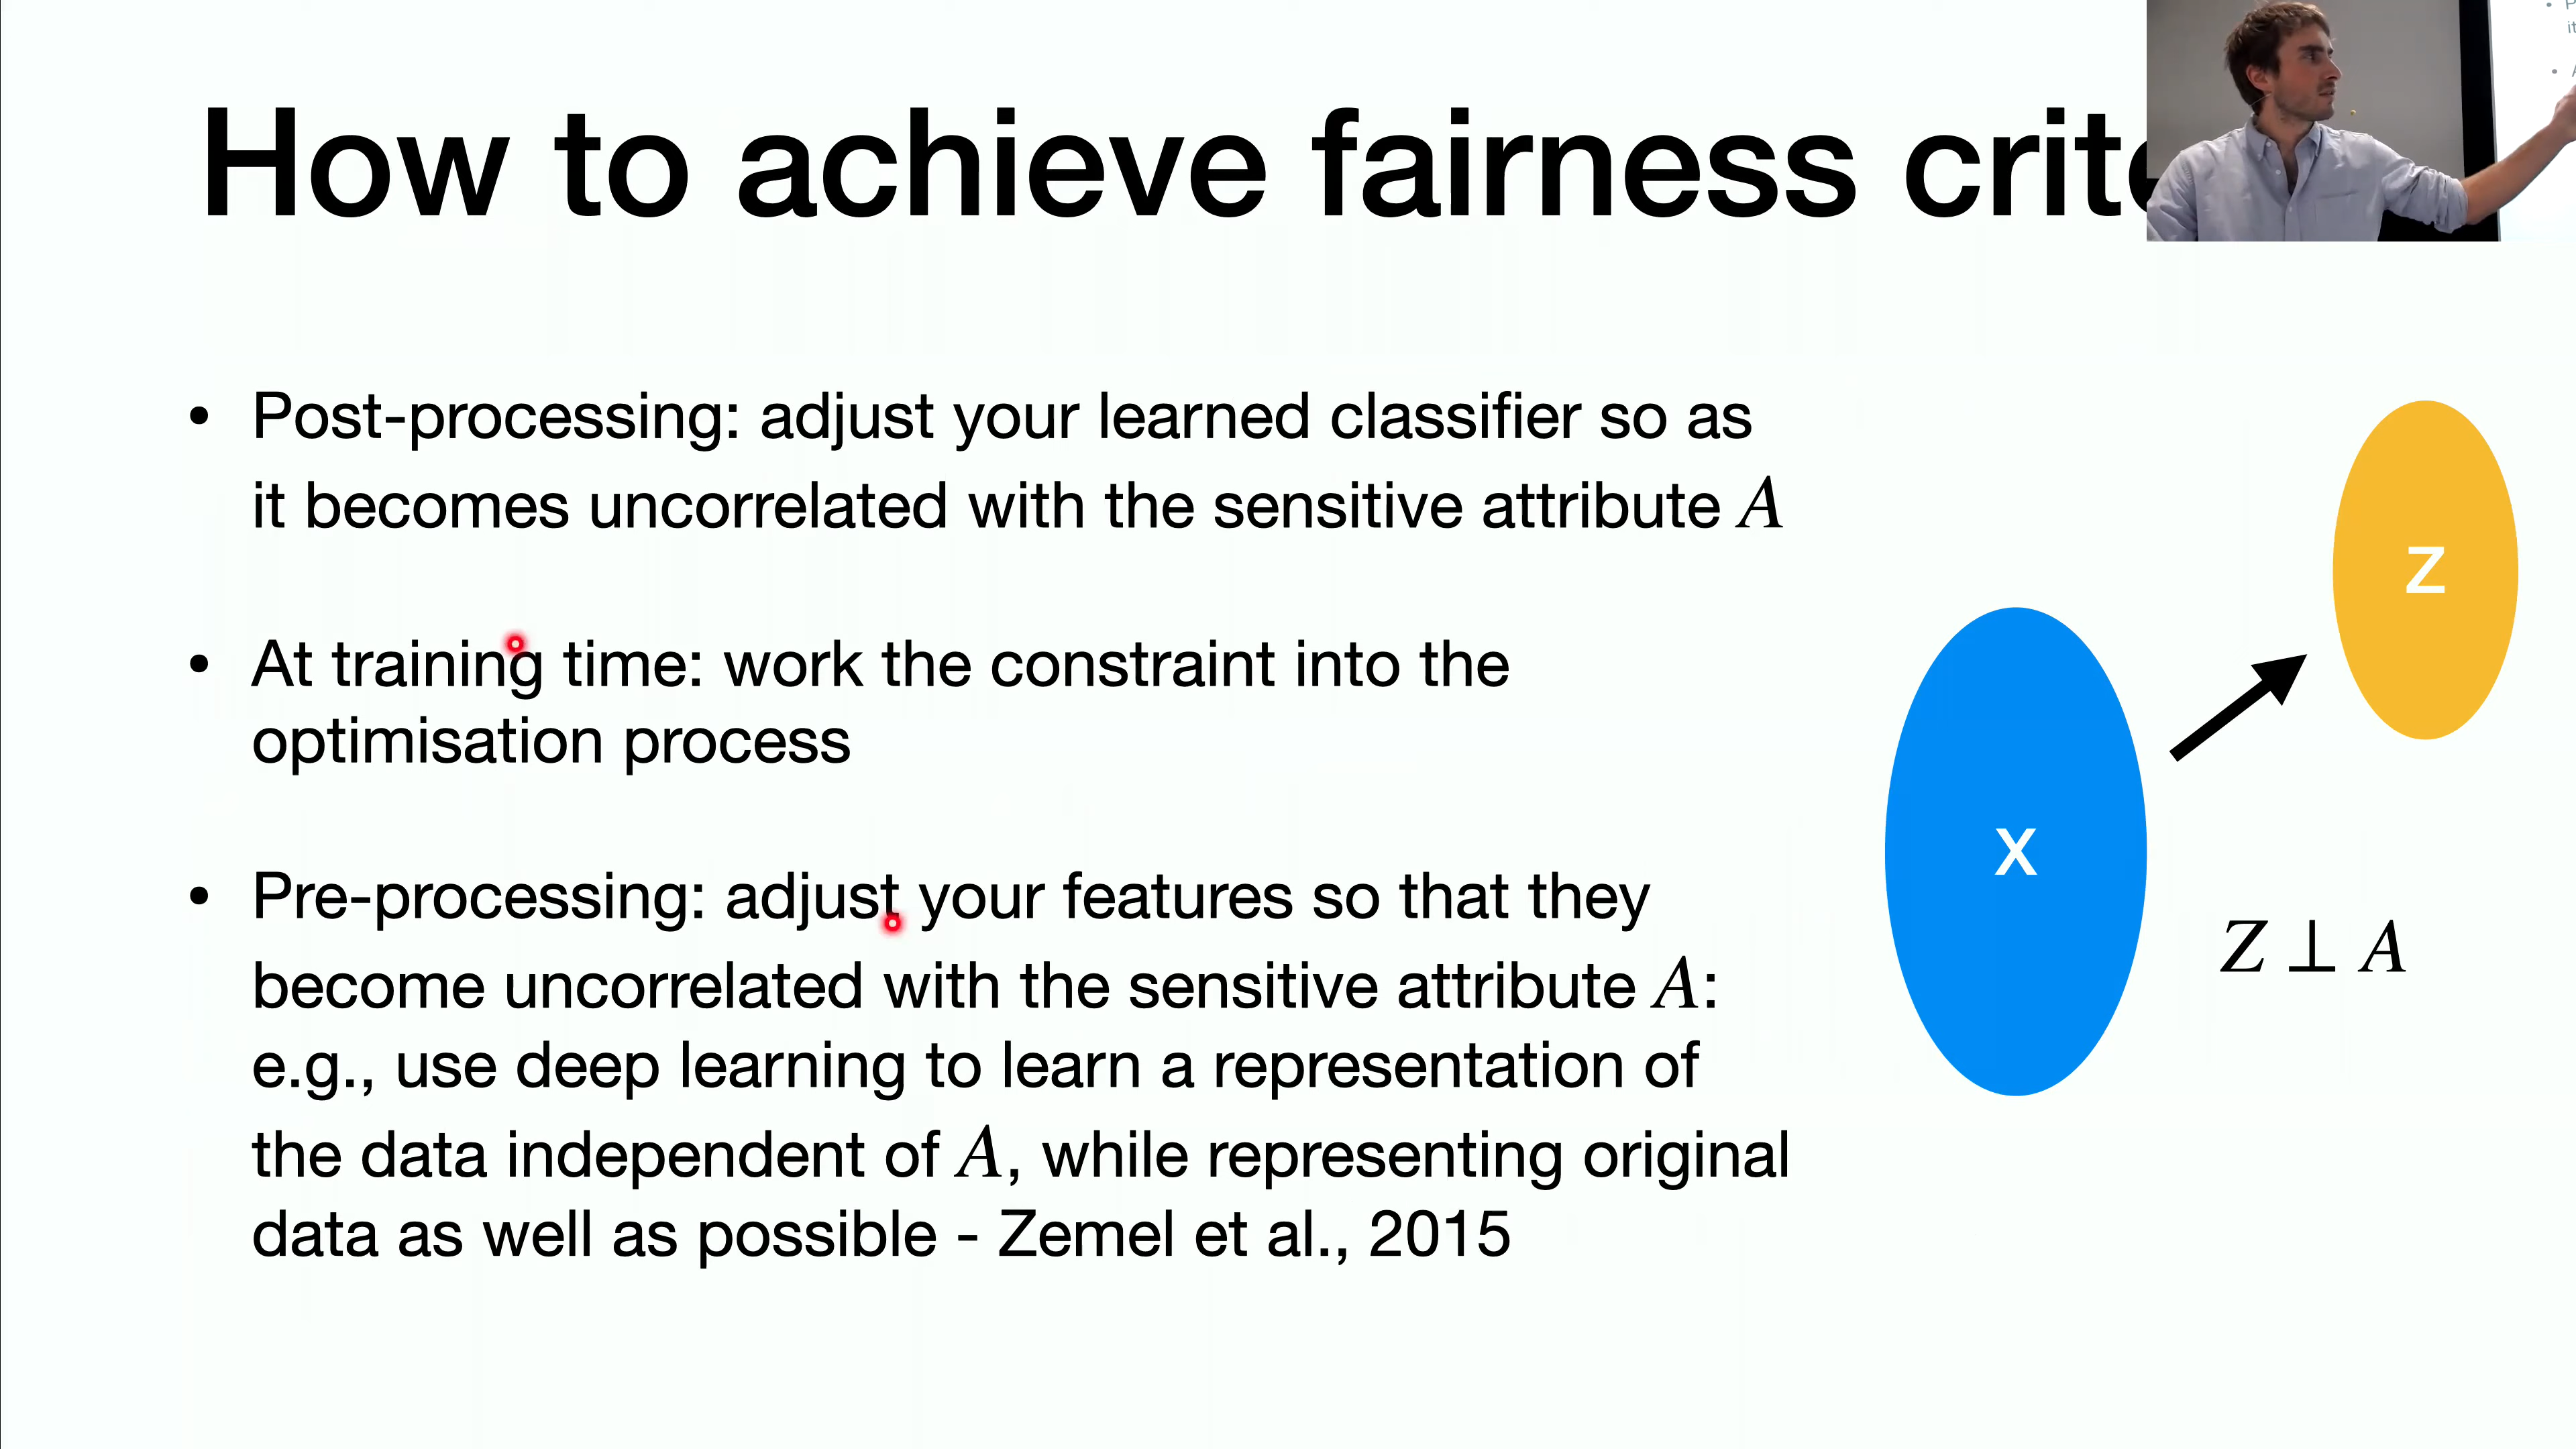 How to achieve fairness crite
• Post-processing: adjust your learned classifier so as
it becomes uncorrelated with the sensitive attribute A
• At training time: work the constraint into the
optimisation process
• Pre-processing: adjust your features so that they
become uncorrelated with the sensitive attribute A:
e.g., use deep learning to learn a representation of
the data independent of A, while representing original
data as well as possible - Zemel et al., 2015
Z
X
Z ⊥ A